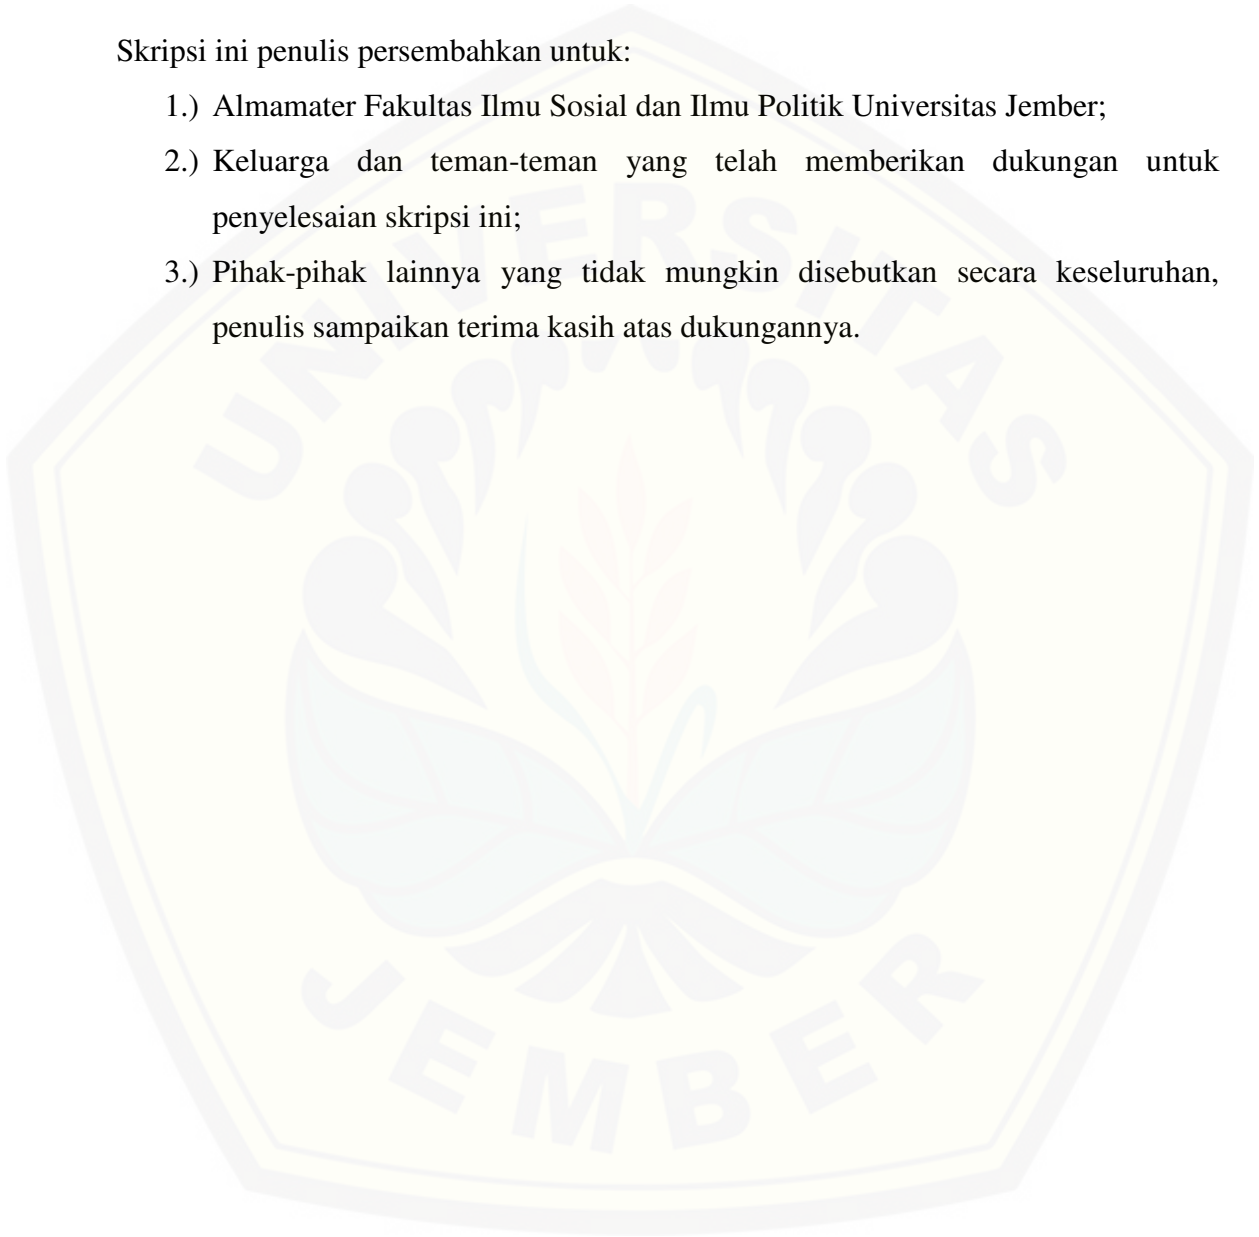 Skripsi ini penulis persembahkan untuk:
1.) Almamater Fakultas Ilmu Sosial dan Ilmu Politik Universitas Jember;
2.) Keluarga dan teman-teman yang telah memberikan dukungan untuk
penyelesaian skripsi ini;
3.) Pihak-pihak lainnya yang tidak mungkin disebutkan secara keseluruhan,
penulis sampaikan terima kasih atas dukungannya.
UNIVERSITAS
JEMBER